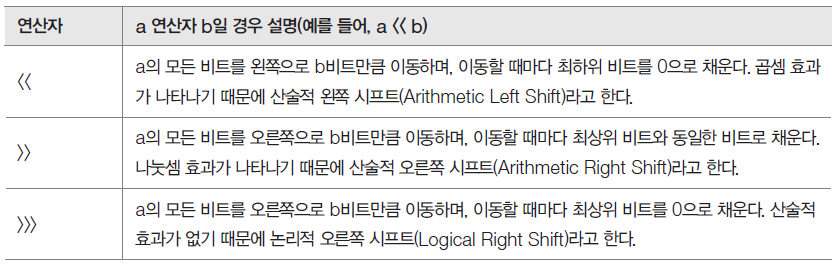 연산자 a 연산자 b일 경우 설명(예를 들어, a << b)
<< a의 모든 비트를 왼쪽으로 b비트만큼 이동하며, 이동할 때마다 최하위 비트를 0으로 채운다. 곱셈 효과
가 나타나기 때문에 산술적 왼쪽 시프트(Arithmetic Left Shift)라고 한다.
>> a의 모든 비트를 오른쪽으로 b비트만큼 이동하며, 이동할 때마다 최상위 비트와 동일한 비트로 채운다.
나눗셈 효과가 나타나기 때문에 산술적 오른쪽 시프트(Arithmetic Right Shift)라고 한다.
>>> a의 모든 비트를 오른쪽으로 b비트만큼 이동하며, 이동할 때마다 최상위 비트를 0으로 채운다. 산술적
효과가 없기 때문에 논리적 오른쪽 시프트(Logical Right Shift)라고 한다.